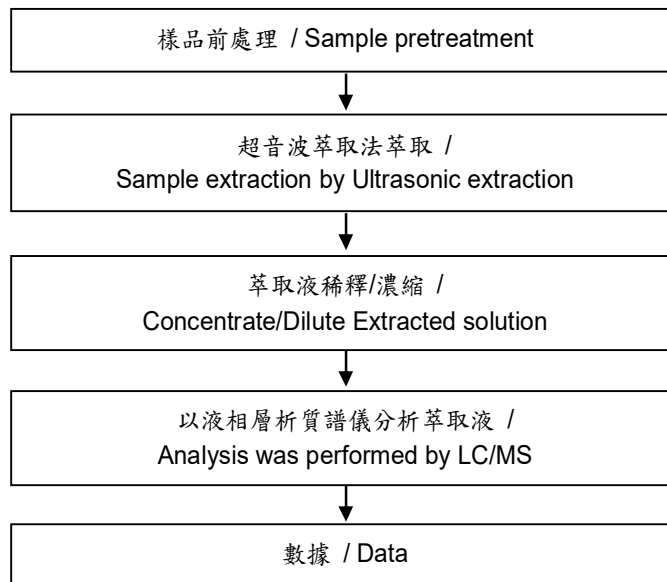 樣品前處理 / Sample pretreatment
超音波萃取法萃取 /
Sample extraction by Ultrasonic extraction
萃取液稀釋/濃縮 /
Concentrate/Dilute Extracted solution
以液相層析質譜儀分析萃取液 /
Analysis was performed by LC/MS
數據 / Data